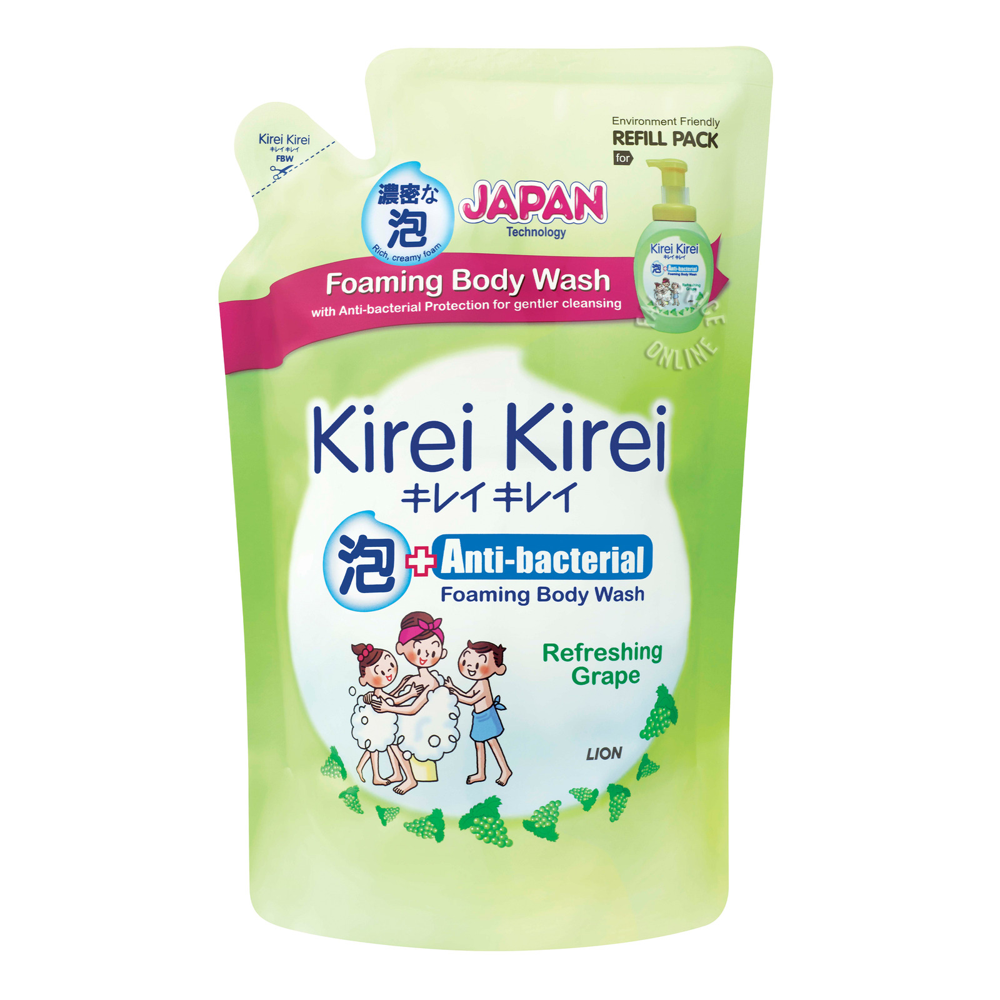 Environment Friendly
REFILL PACK
for
Kirei Kirei
キレイ キレイ
FBW
濃密な
泡
Rich, creamy foam
JAPAN
Technology
Foaming Body Wash
with Anti-bacterial Protection for gentler cleansing
Kirei Kirei
キレイ キレイ
泡+Anti-bacterial
Foaming Body Wash
Refreshing
Grape
ONLINE
Kirei Kirei
キレイ キレイ
泡+Anti-bacterial
Foaming Body Wash
Refreshing
Grape
LION